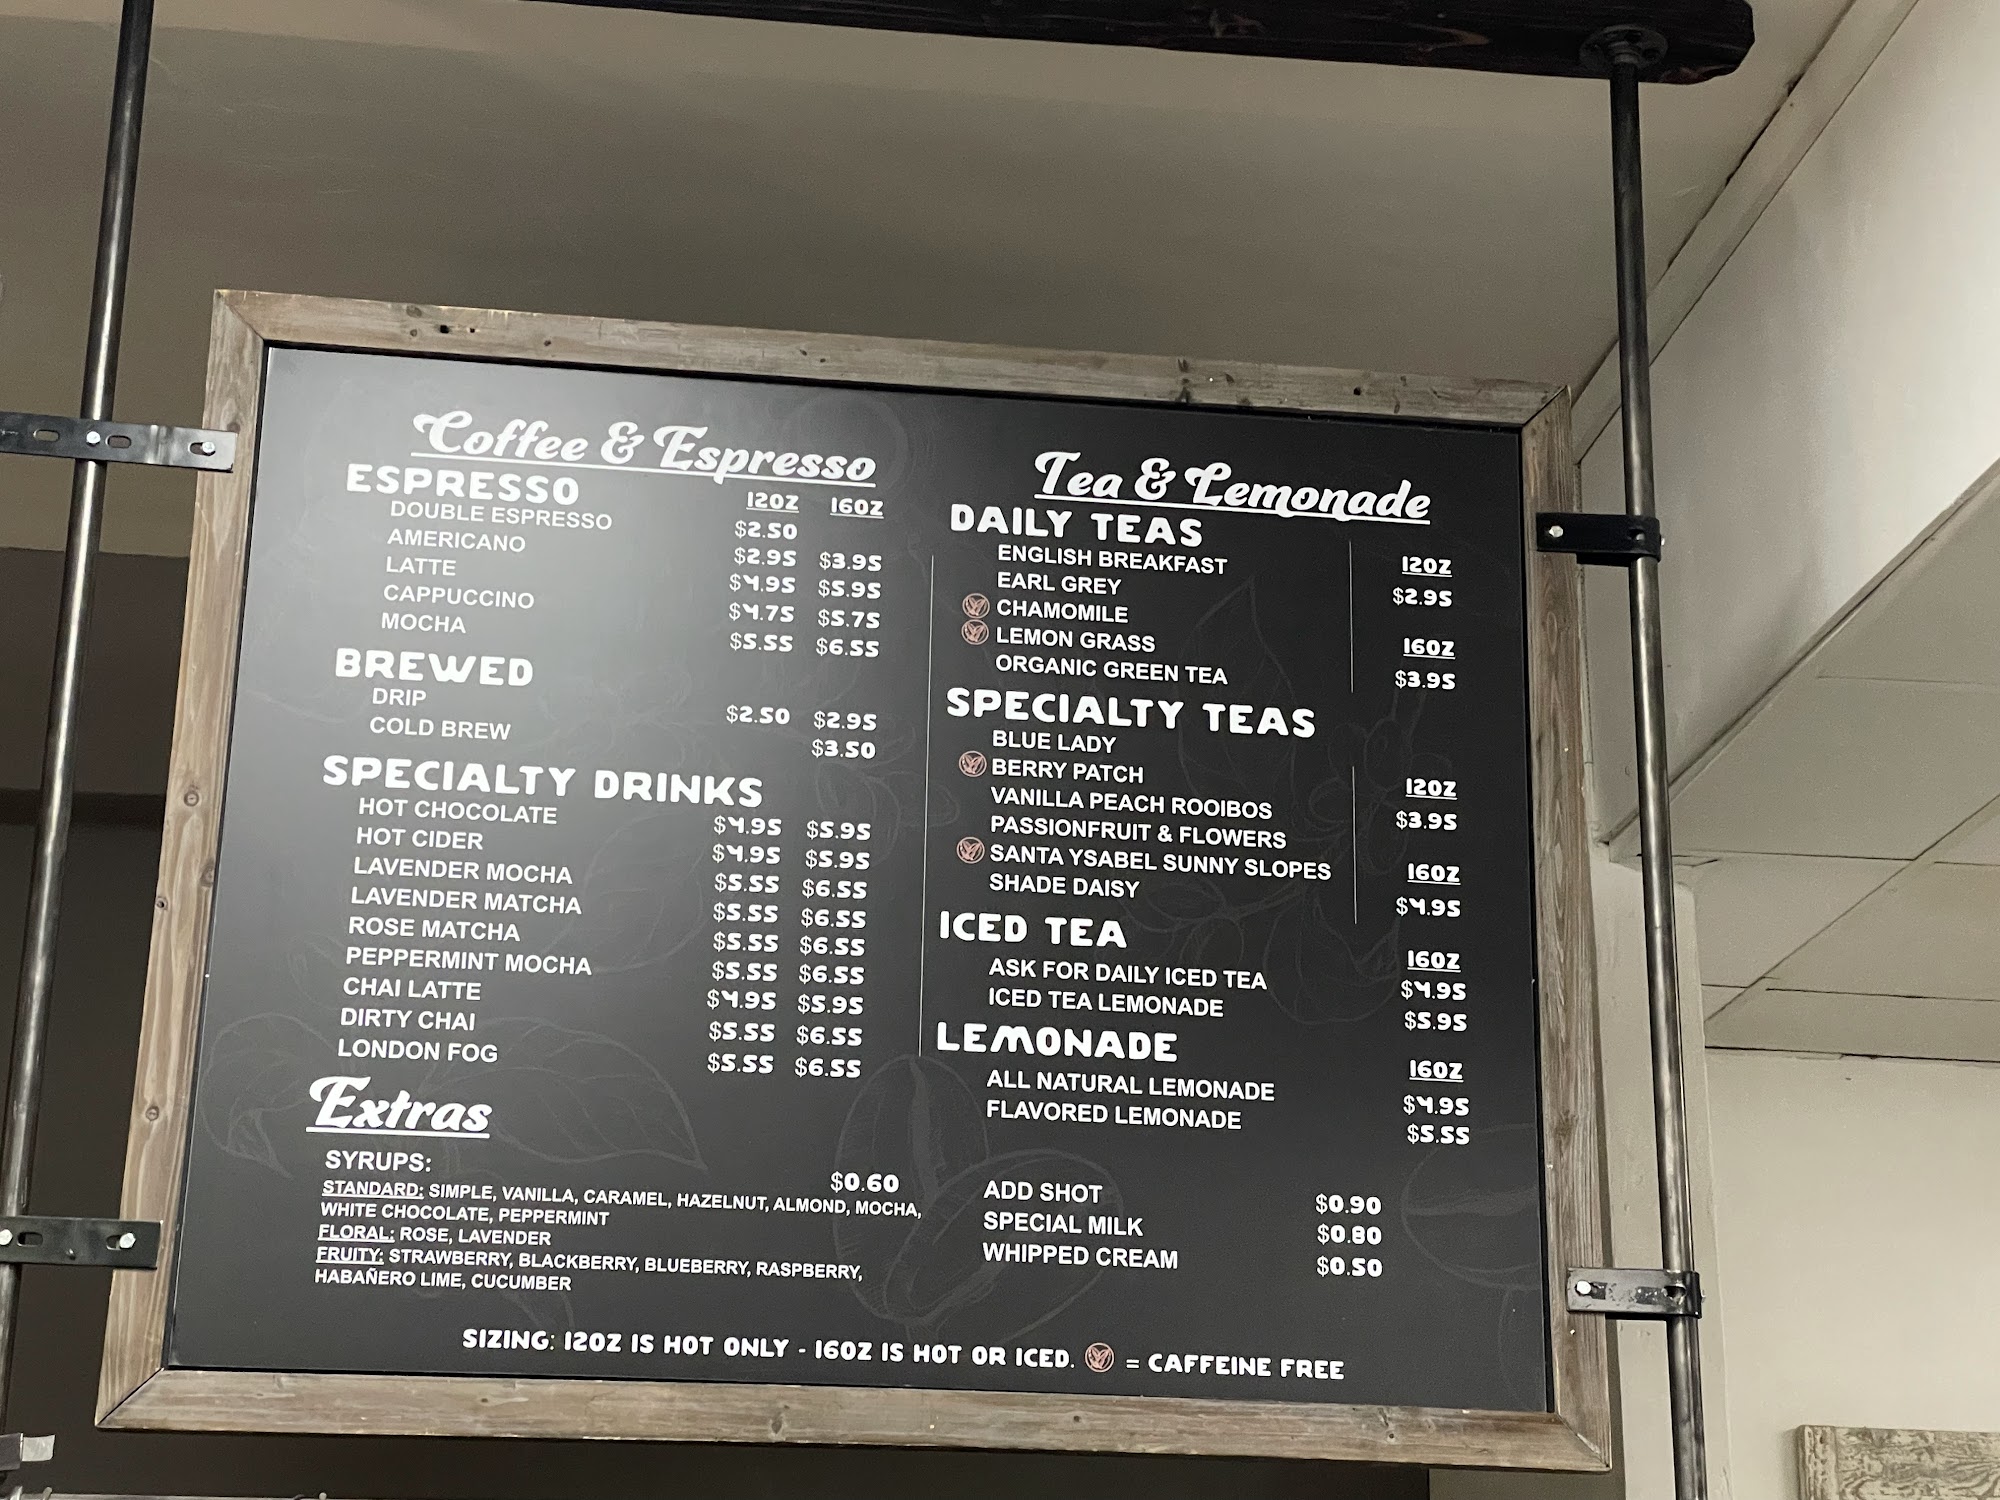 Coffee & Espresso
ESPRESSO 12OZ 16OZ
DOUBLE ESPRESSO $2.50
AMERICANO $2.95 $3.95
LATTE $4.95 $5.95
CAPPUCCINO $4.75 $5.75
MOCHA $5.55 $6.55
BREWED
DRIP $2.50 $2.95
COLD BREW $3.50
SPECIALTY DRINKS
HOT CHOCOLATE $4.95 $5.95
HOT CIDER $4.95 $5.95
LAVENDER MOCHA $5.55 $6.55
LAVENDER MATCHA $5.55 $6.55
ROSE MATCHA $5.55 $6.55
PEPPERMINT MOCHA $5.55 $6.55
CHAI LATTE $4.95 $5.95
DIRTY CHAI $5.55 $6.55
LONDON FOG $5.55 $6.55
Extras
SYRUPS: $0.60
STANDARD: SIMPLE, VANILLA, CARAMEL, HAZELNUT, ALMOND, MOCHA,
WHITE CHOCOLATE, PEPPERMINT
FLORAL: ROSE, LAVENDER
FRUITY: STRAWBERRY, BLACKBERRY, BLUEBERRY, RASPBERRY,
HABAÑERO LIME, CUCUMBER
Tea & Lemonade
DAILY TEAS
ENGLISH BREAKFAST 12OZ
EARL GREY $2.95
CHAMOMILE
LEMON GRASS 16OZ
ORGANIC GREEN TEA $3.95
SPECIALTY TEAS
BLUE LADY
BERRY PATCH 12OZ
VANILLA PEACH ROOIBOS $3.95
PASSIONFRUIT & FLOWERS
SANTA YSABEL SUNNY SLOPES 16OZ
SHADE DAISY $4.95
ICED TEA 16OZ
ASK FOR DAILY ICED TEA $4.95
ICED TEA LEMONADE $5.95
LEMONADE 16OZ
ALL NATURAL LEMONADE $4.95
FLAVORED LEMONADE $5.55
ADD SHOT $0.90
SPECIAL MILK $0.80
WHIPPED CREAM $0.50
SIZING: 12OZ IS HOT ONLY - 16OZ IS HOT OR ICED. = CAFFEINE FREE